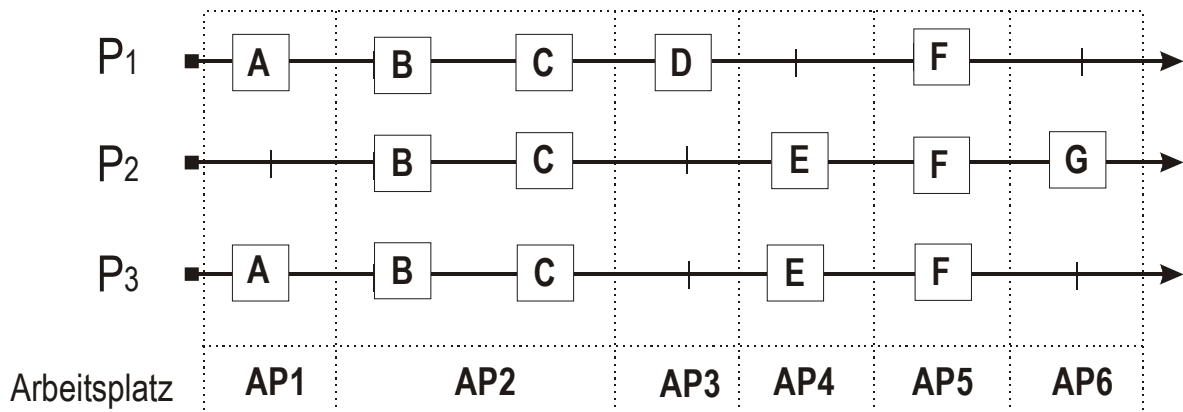 P1 A B C D F
P2 B C E F G
P3 A B C E F
Arbeitsplatz AP1 AP2 AP3 AP4 AP5 AP6